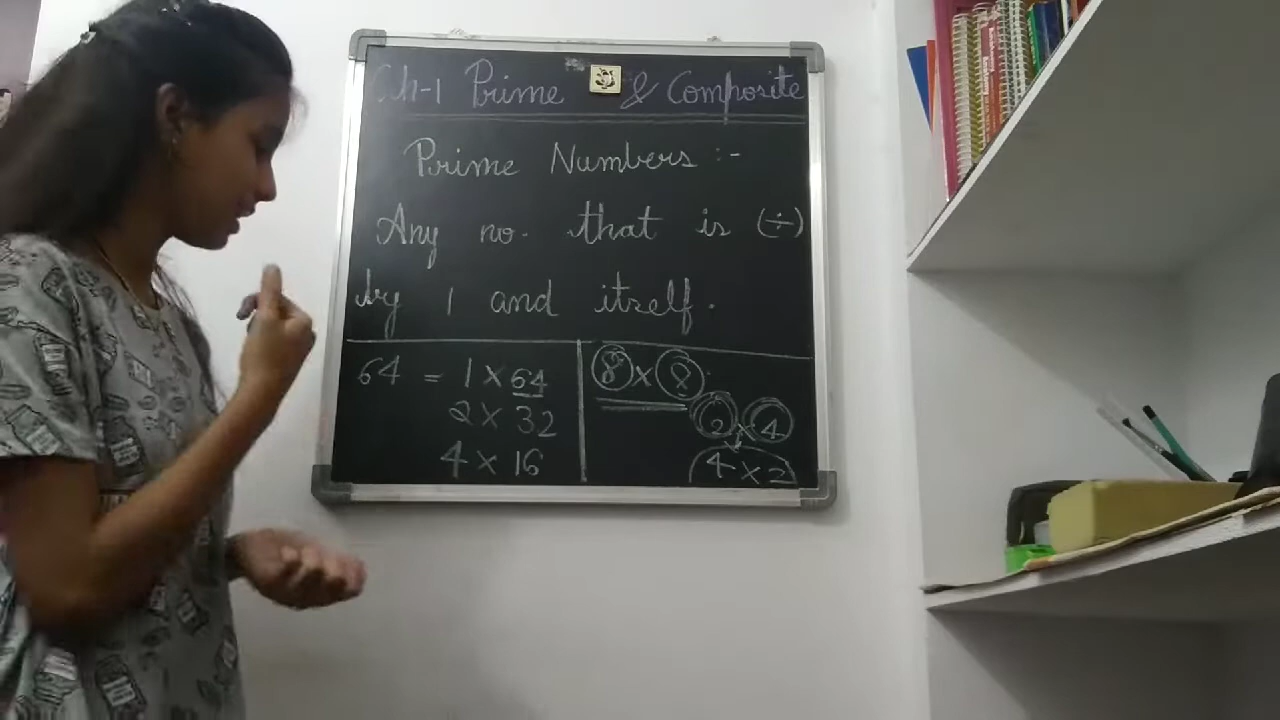 Ch-1 Prime & Composite
Prime Numbers :-
Any no. that is (÷)
by 1 and itself.
64 = 1 × 64
2 × 32
4 × 16
8 × 8
2 × 4
4 × 2